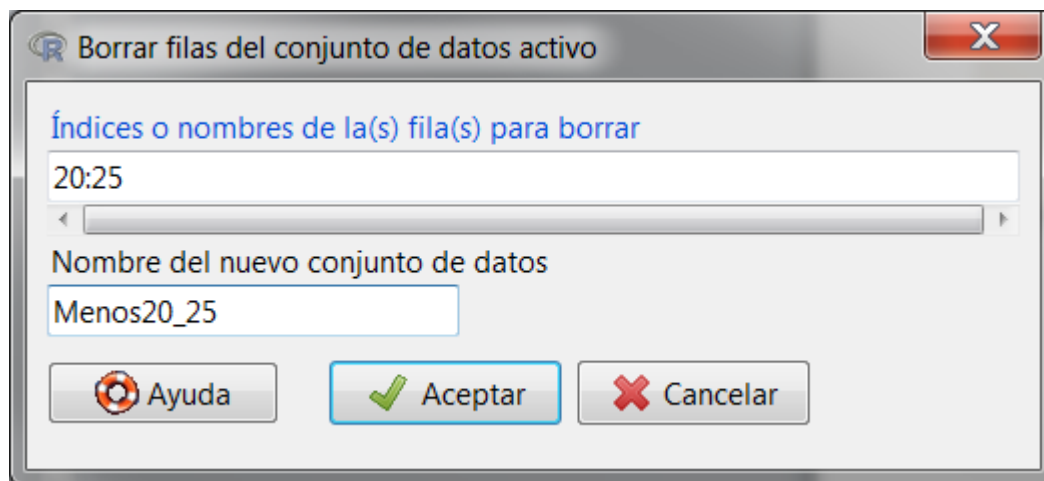 Borrar filas del conjunto de datos activo
Índices o nombres de la(s) fila(s) para borrar
20:25
Nombre del nuevo conjunto de datos
Menos20_25
Ayuda Aceptar Cancelar